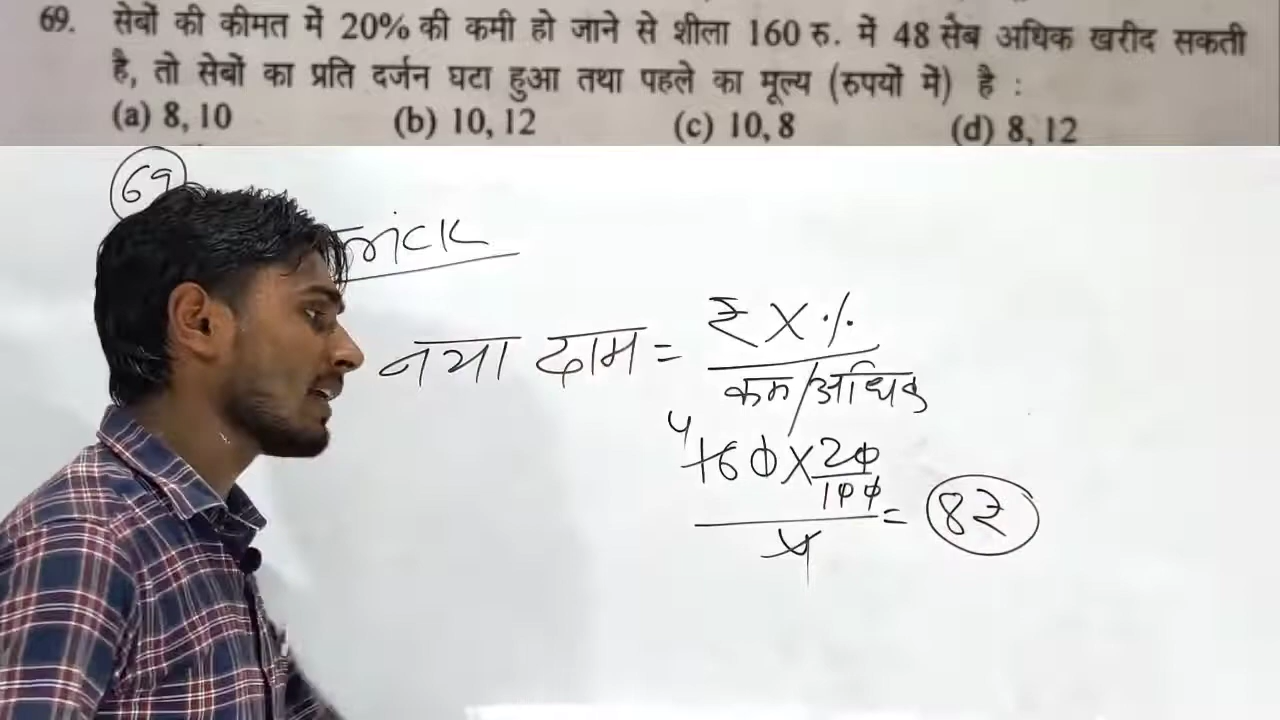 69. सेबों की कीमत में 20% की कमी हो जाने से शीला 160 रु. में 48 सेब अधिक खरीद सकती
है, तो सेबों का प्रति दर्जन घटा हुआ तथा पहले का मूल्य (रुपयों में) है :
(a) 8, 10 (b) 10, 12 (c) 10, 8 (d) 8, 12
69
Trick
नया दाम = ₹ X %
कम/अधिक
4
160 X 20
100
4
= 8₹